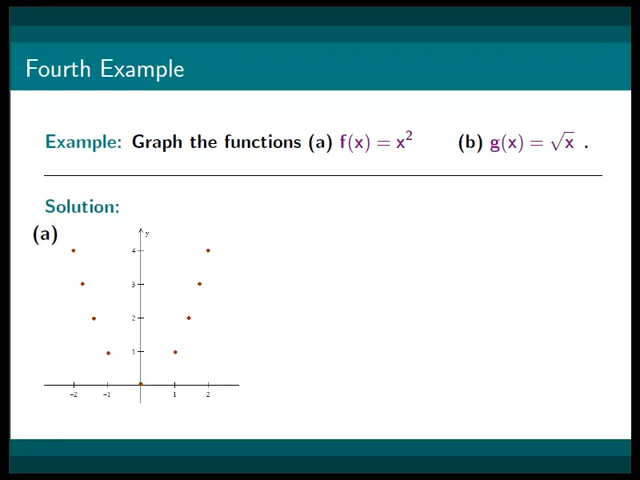 Fourth Example
Example: Graph the functions (a) f(x) = x² (b) g(x) = √x .
Solution:
(a)
y
4
3
2
1
−2 −1 1 2